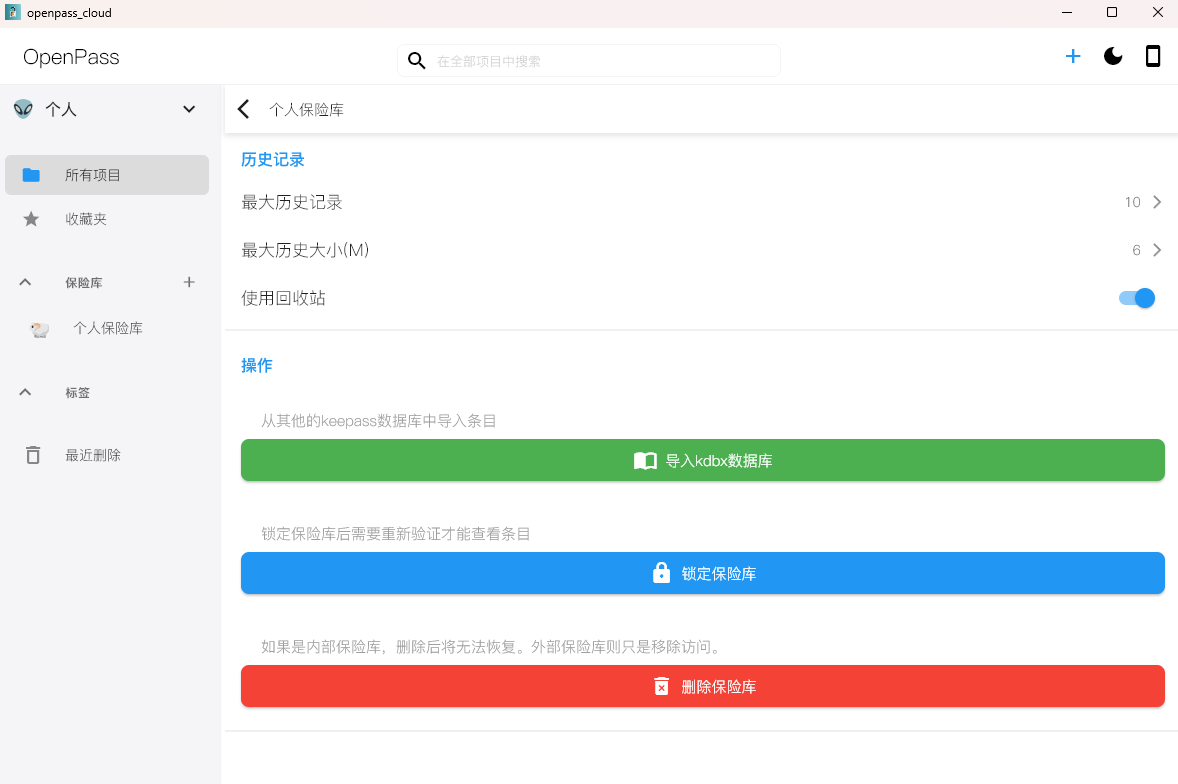 openpass_cloud
OpenPass
在全部项目中搜索
个人
所有项目
收藏夹
保险库
个人保险库
标签
最近删除
个人保险库
历史记录
最大历史记录 10
最大历史大小(M) 6
使用回收站
操作
从其他的keepass数据库中导入条目
导入kdbx数据库
锁定保险库后需要重新验证才能查看条目
锁定保险库
如果是内部保险库，删除后将无法恢复。外部保险库则只是移除访问。
删除保险库